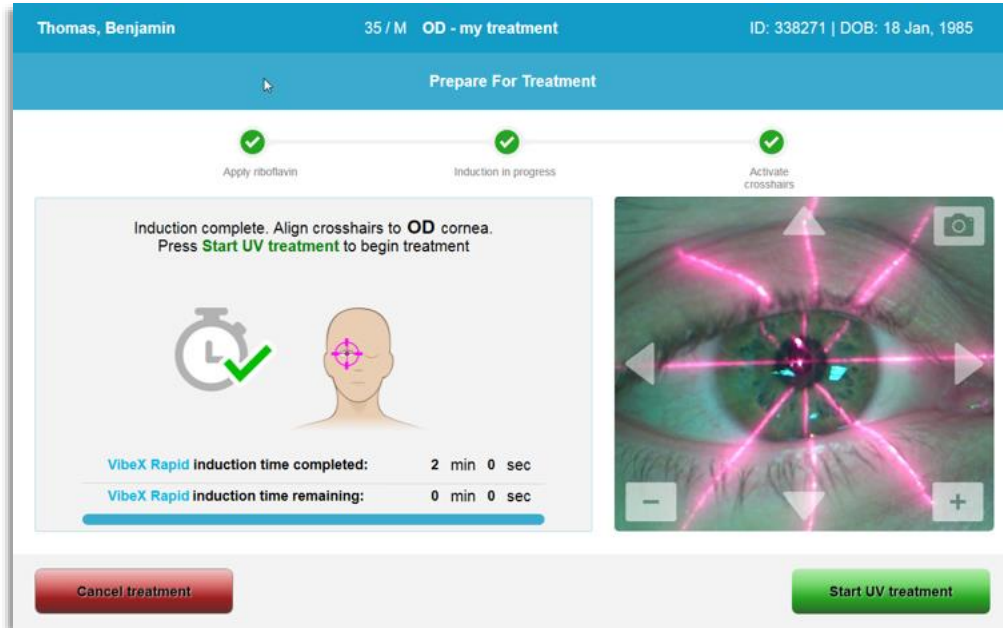 Thomas, Benjamin 35 / M OD - my treatment ID: 338271 | DOB: 18 Jan, 1985
Prepare For Treatment
Apply riboflavin Induction in progress Activate
crosshairs
Induction complete. Align crosshairs to OD cornea.
Press Start UV treatment to begin treatment
VibeX Rapid induction time completed: 2 min 0 sec
VibeX Rapid induction time remaining: 0 min 0 sec
Cancel treatment Start UV treatment